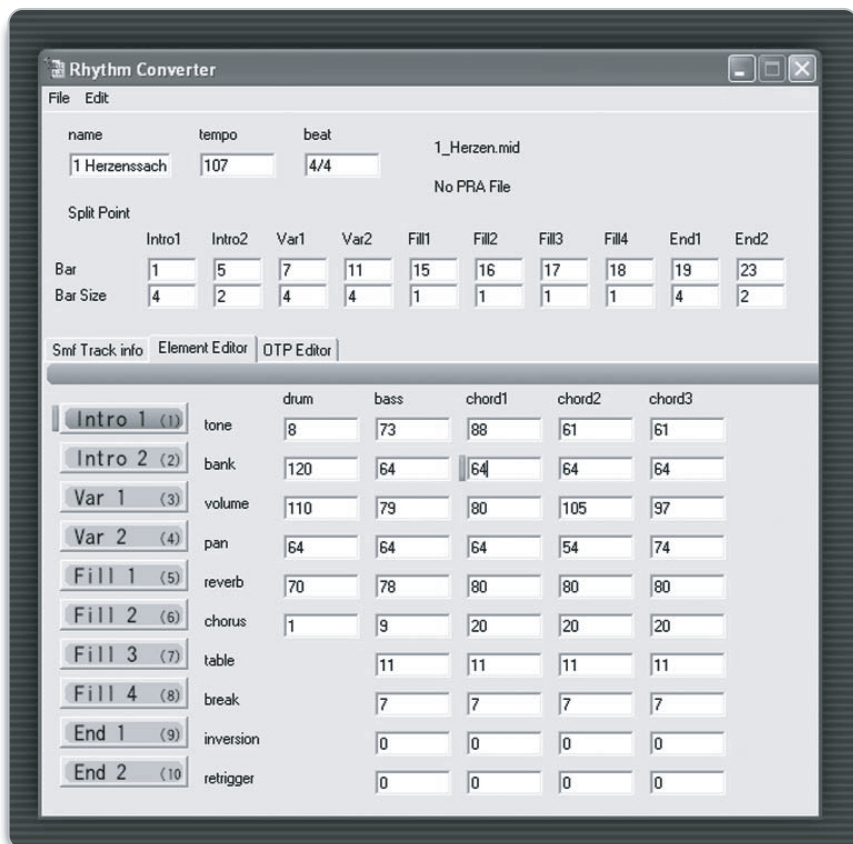 Rhythm Converter
File Edit
name tempo beat
1 Herzenssach 107 4/4
1_Herzen.mid
No PRA File
Split Point
Intro1 Intro2 Var1 Var2 Fill1 Fill2 Fill3 Fill4 End1 End2
Bar 1 5 7 11 15 16 17 18 19 23
Bar Size 4 2 4 4 1 1 1 1 4 2
Smf Track info Element Editor OTP Editor
drum bass chord1 chord2 chord3
Intro 1 (1) tone 8 73 88 61 61
Intro 2 (2) bank 120 64 64 64 64
Var 1 (3) volume 110 79 80 105 97
Var 2 (4) pan 64 64 64 54 74
Fill 1 (5) reverb 70 78 80 80 80
Fill 2 (6) chorus 1 9 20 20 20
Fill 3 (7) table 11 11 11 11
Fill 4 (8) break 7 7 7 7
End 1 (9) inversion 0 0 0 0
End 2 (10 retrigger 0 0 0 0